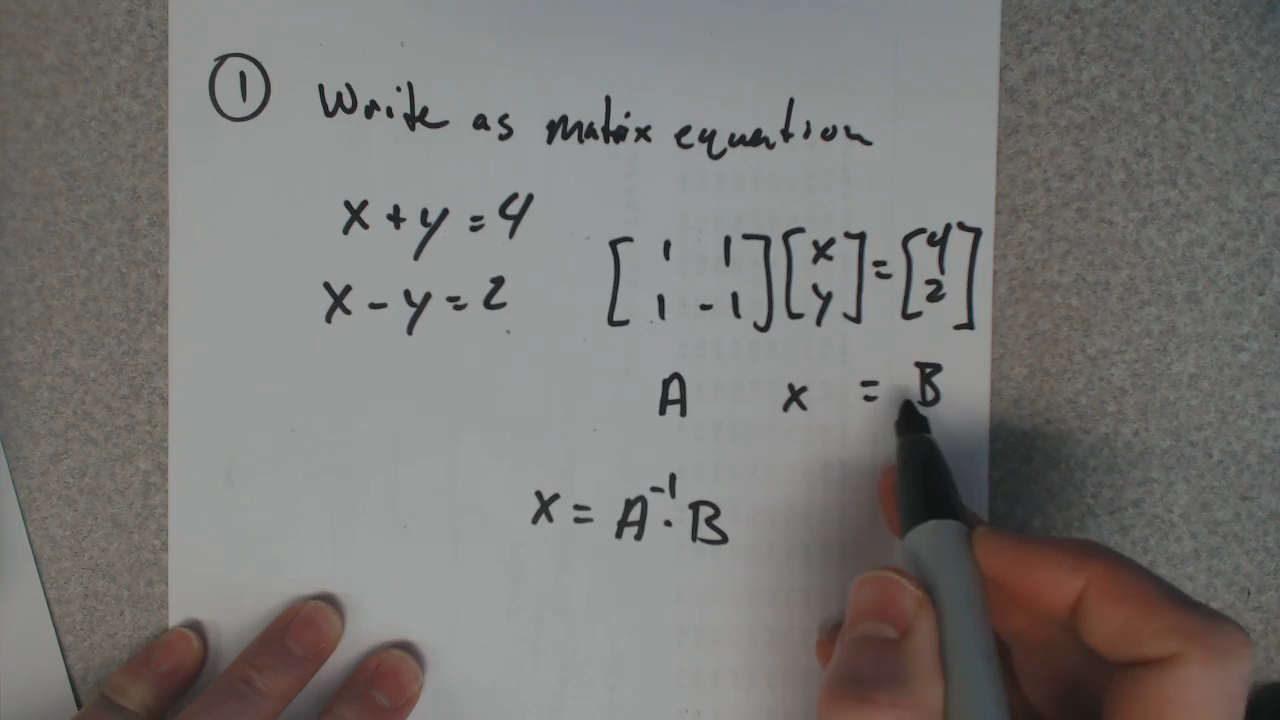 ① Write as matrix equation
x + y = 4
x - y = 2
[1 1
1 -1] [x
y] = [4
2]
A x = B
x = A⁻¹ · B